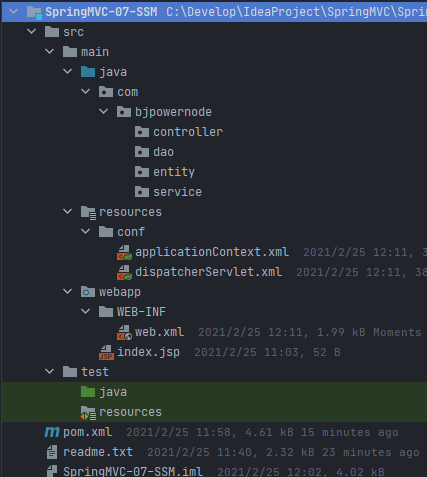 SpringMVC-07-SSM C:\Develop\IdeaProject\SpringMVC\Spri
src
main
java
com
bjpowernode
controller
dao
entity
service
resources
conf
applicationContext.xml 2021/2/25 12:11, 3
dispatcherServlet.xml 2021/2/25 12:11, 38
webapp
WEB-INF
web.xml 2021/2/25 12:11, 1.99 kB Moments
index.jsp 2021/2/25 11:03, 52 B
test
java
resources
pom.xml 2021/2/25 11:58, 4.61 kB 15 minutes ago
readme.txt 2021/2/25 11:40, 2.32 kB 23 minutes ago
SpringMVC-07-SSM.iml 2021/2/25 12:02, 4.02 kB